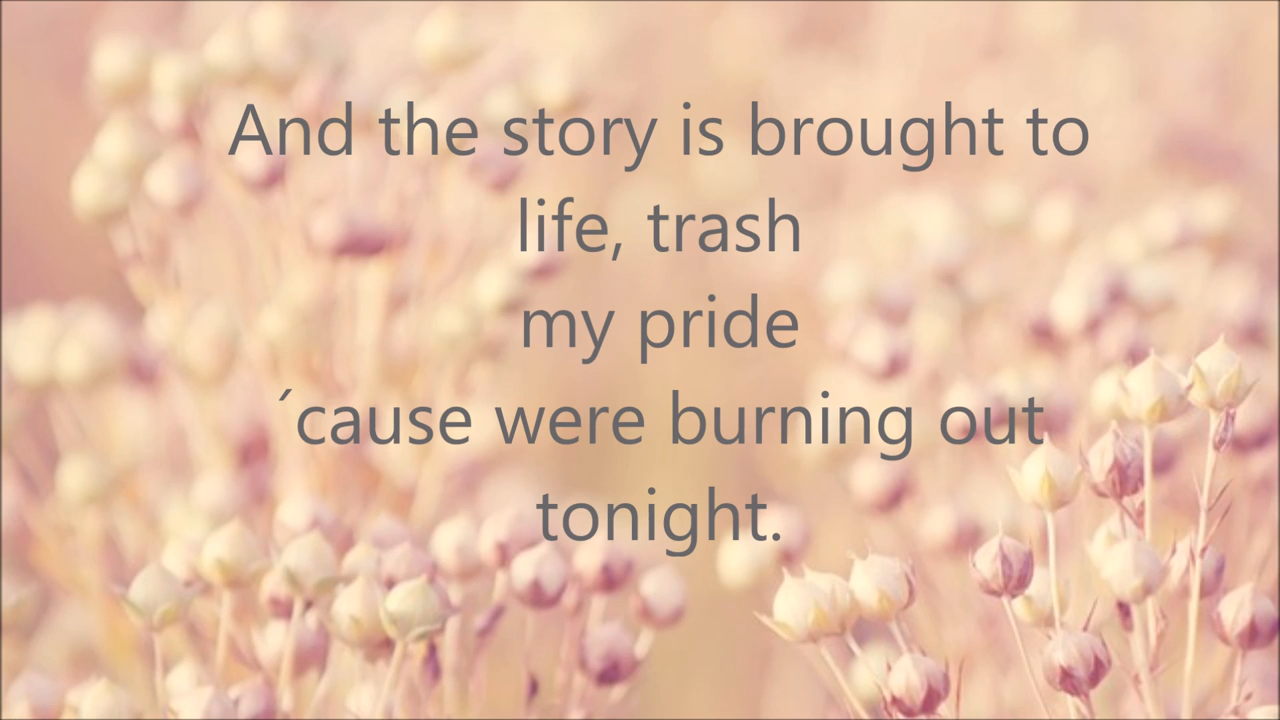 And the story is brought to
life, trash
my pride
´cause were burning out
tonight.